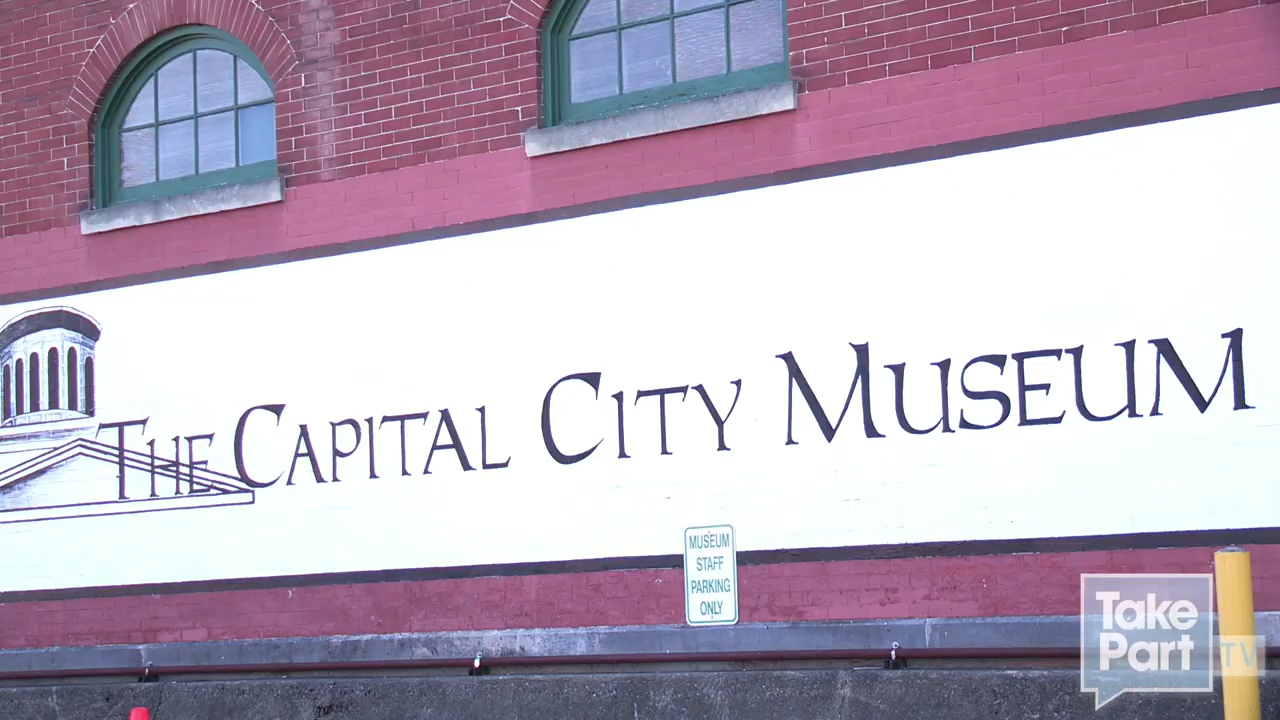 THE CAPITAL CITY MUSEUM
MUSEUM
STAFF
PARKING
ONLY
Take
Part TV